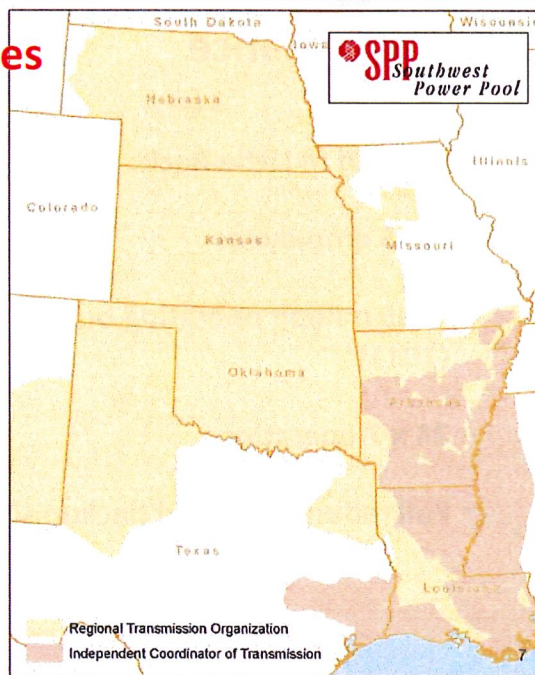 South Dakota
Wisconsin
Iowa
es
SPP
Southwest
Power Pool
Nebraska
Illinois
Colorado
Kansas
Missouri
Oklahoma
Arkansas
Texas
Louisiana
Regional Transmission Organization
Independent Coordinator of Transmission
7